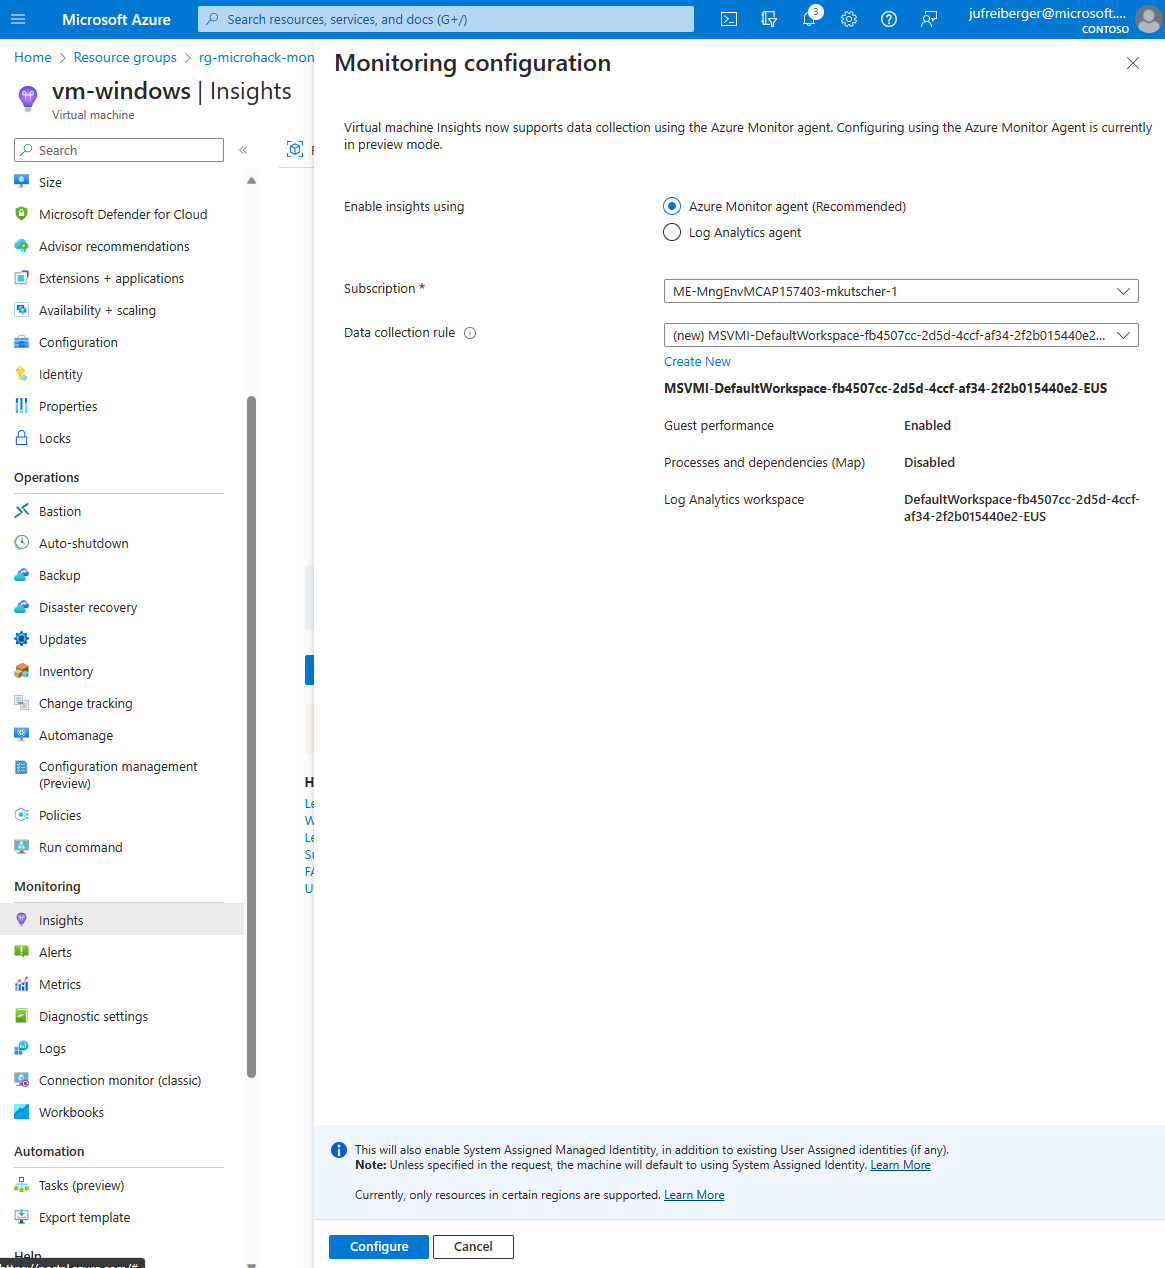 Microsoft Azure
Search resources, services, and docs (G+/)
3
jufreiberger@microsoft....
CONTOSO
Home > Resource groups > rg-microhack-mon
vm-windows | Insights
Virtual machine
Search
«
Size
Microsoft Defender for Cloud
Advisor recommendations
Extensions + applications
Availability + scaling
Configuration
Identity
Properties
Locks
Operations
Bastion
Auto-shutdown
Backup
Disaster recovery
Updates
Inventory
Change tracking
Automanage
Configuration management
(Preview)
Policies
Run command
Monitoring
Insights
Alerts
Metrics
Diagnostic settings
Logs
Connection monitor (classic)
Workbooks
Automation
Tasks (preview)
Export template
Help
H
Le
W
Le
Su
FA
U
Monitoring configuration
Virtual machine Insights now supports data collection using the Azure Monitor agent. Configuring using the Azure Monitor Agent is currently
in preview mode.
Enable insights using
Azure Monitor agent (Recommended)
Log Analytics agent
Subscription *
ME-MngEnvMCAP157403-mkutscher-1
Data collection rule
(new) MSVMI-DefaultWorkspace-fb4507cc-2d5d-4ccf-af34-2f2b015440e2...
Create New
MSVMI-DefaultWorkspace-fb4507cc-2d5d-4ccf-af34-2f2b015440e2-EUS
Guest performance Enabled
Processes and dependencies (Map) Disabled
Log Analytics workspace DefaultWorkspace-fb4507cc-2d5d-4ccf-
af34-2f2b015440e2-EUS
This will also enable System Assigned Managed Identitity, in addition to existing User Assigned identities (if any).
Note: Unless specified in the request, the machine will default to using System Assigned Identity. Learn More
Currently, only resources in certain regions are supported. Learn More
Configure
Cancel